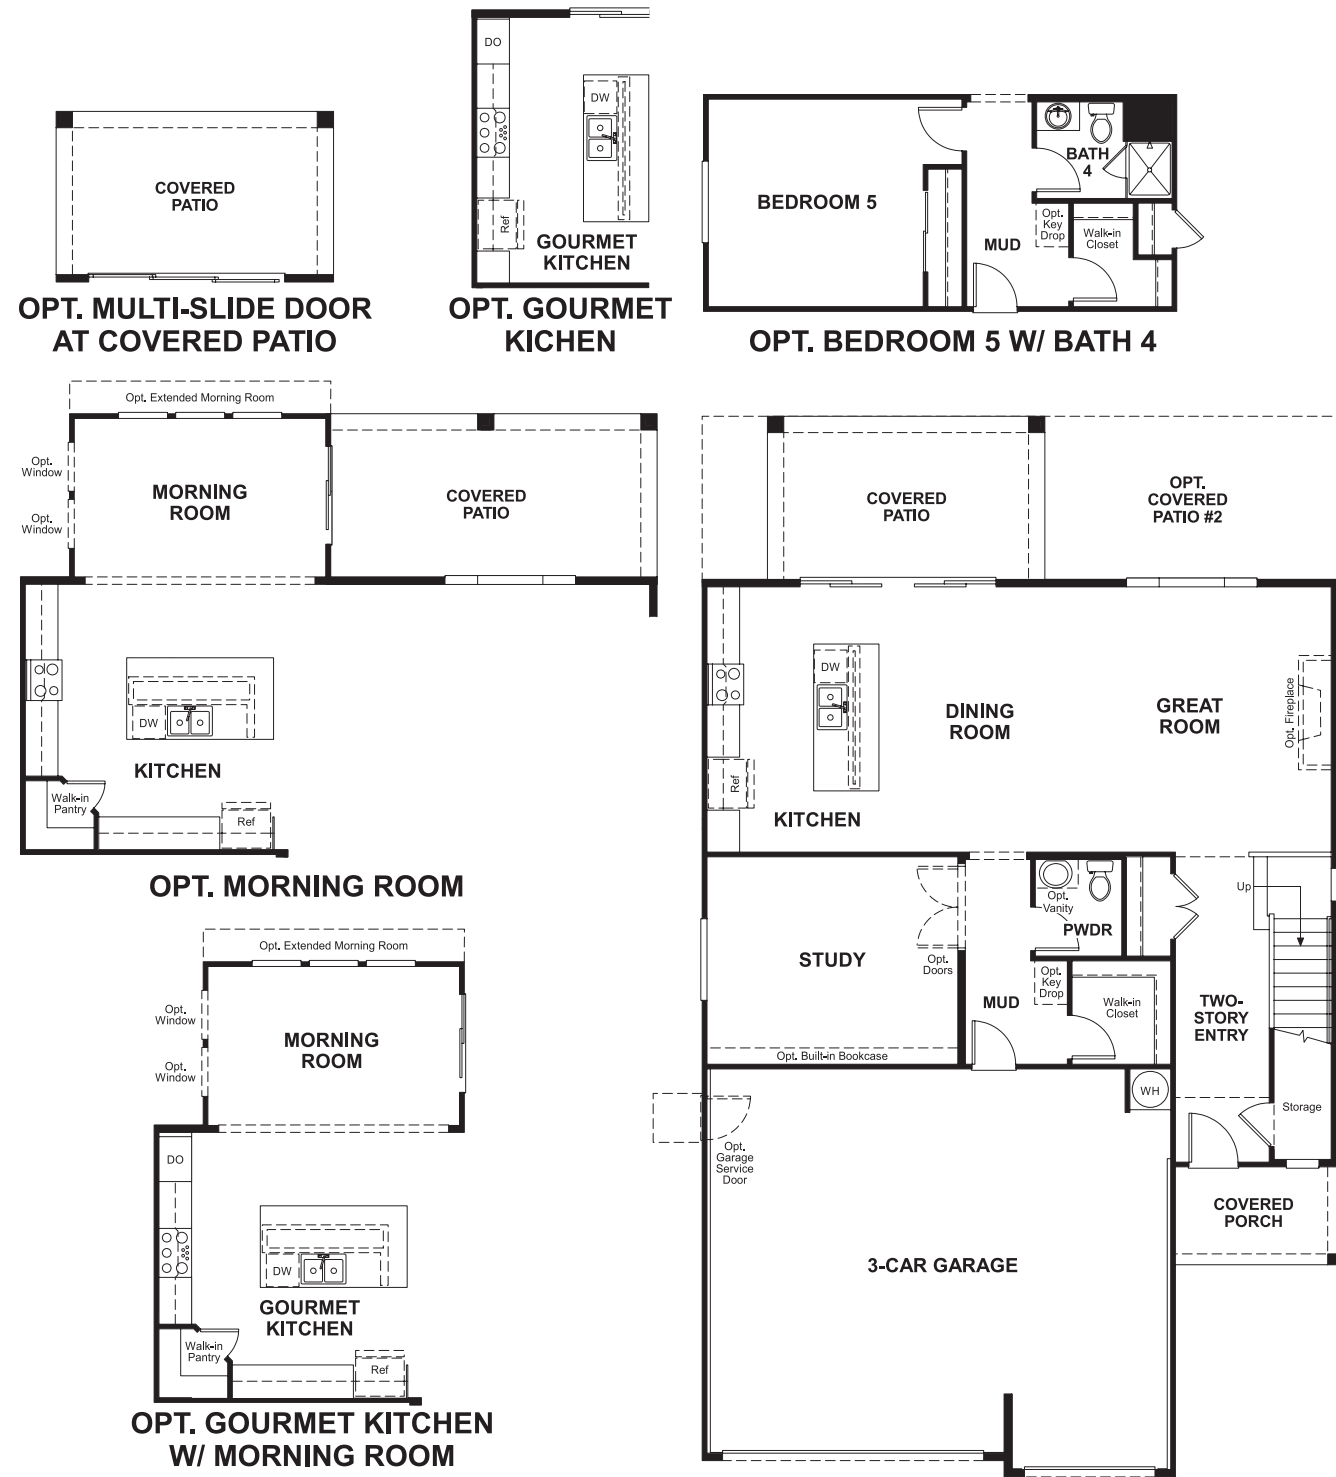 COVERED
PATIO
OPT. MULTI-SLIDE DOOR
AT COVERED PATIO
DO
DW
Ref
GOURMET
KITCHEN
OPT. GOURMET
KICHEN
BEDROOM 5
BATH
4
MUD
Opt.
Key
Drop
Walk-in
Closet
OPT. BEDROOM 5 W/ BATH 4
Opt. Extended Morning Room
Opt.
Window
Opt.
Window
MORNING
ROOM
COVERED
PATIO
DW
KITCHEN
Walk-in
Pantry
Ref
OPT. MORNING ROOM
Opt. Extended Morning Room
Opt.
Window
Opt.
Window
MORNING
ROOM
DO
DW
GOURMET
KITCHEN
Walk-in
Pantry
Ref
OPT. GOURMET KITCHEN
W/ MORNING ROOM
COVERED
PATIO
OPT.
COVERED
PATIO #2
DW
Ref
KITCHEN
DINING
ROOM
GREAT
ROOM
Opt. Fireplace
STUDY
Opt.
Doors
Opt. Built-in Bookcase
Opt.
Vanity
PWDR
MUD
Opt.
Key
Drop
Walk-in
Closet
Up
TWO-
STORY
ENTRY
WH
Storage
Opt.
Garage
Service
Door
3-CAR GARAGE
COVERED
PORCH